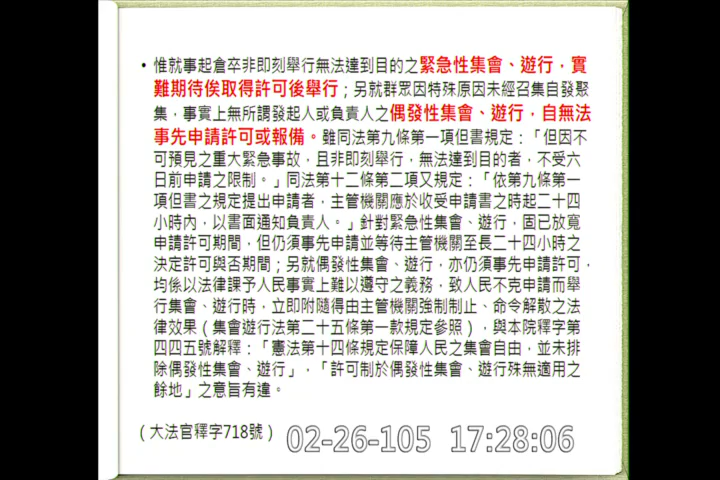 • 惟就事起倉卒非即刻舉行無法達到目的之緊急性集會、遊行，實
難期待俟取得許可後舉行；另就群眾因特殊原因未經召集自發聚
集，事實上無所謂發起人或負責人之偶發性集會、遊行，自無法
事先申請許可或報備。雖同法第九條第一項但書規定：「但因不
可預見之重大緊急事故，且非即刻舉行，無法達到目的者，不受六
日前申請之限制。」同法第十二條第二項又規定：「依第九條第一
項但書之規定提出申請者，主管機關應於收受申請書之時起二十四
小時內，以書面通知負責人。」針對緊急性集會、遊行，固已放寬
申請許可期間，但仍須事先申請並等待主管機關至長二十四小時之
決定許可與否期間；另就偶發性集會、遊行，亦仍須事先申請許可，
均係以法律課予人民事實上難以遵守之義務，致人民不克申請而舉
行集會、遊行時，立即附隨得由主管機關強制制止、命令解散之法
律效果（集會遊行法第二十五條第一款規定參照），與本院釋字第
四四五號解釋：「憲法第十四條規定保障人民之集會自由，並未排
除偶發性集會、遊行」，「許可制於偶發性集會、遊行殊無適用之
餘地」之意旨有違。
（大法官釋字718號）
02-26-105 17:28:06